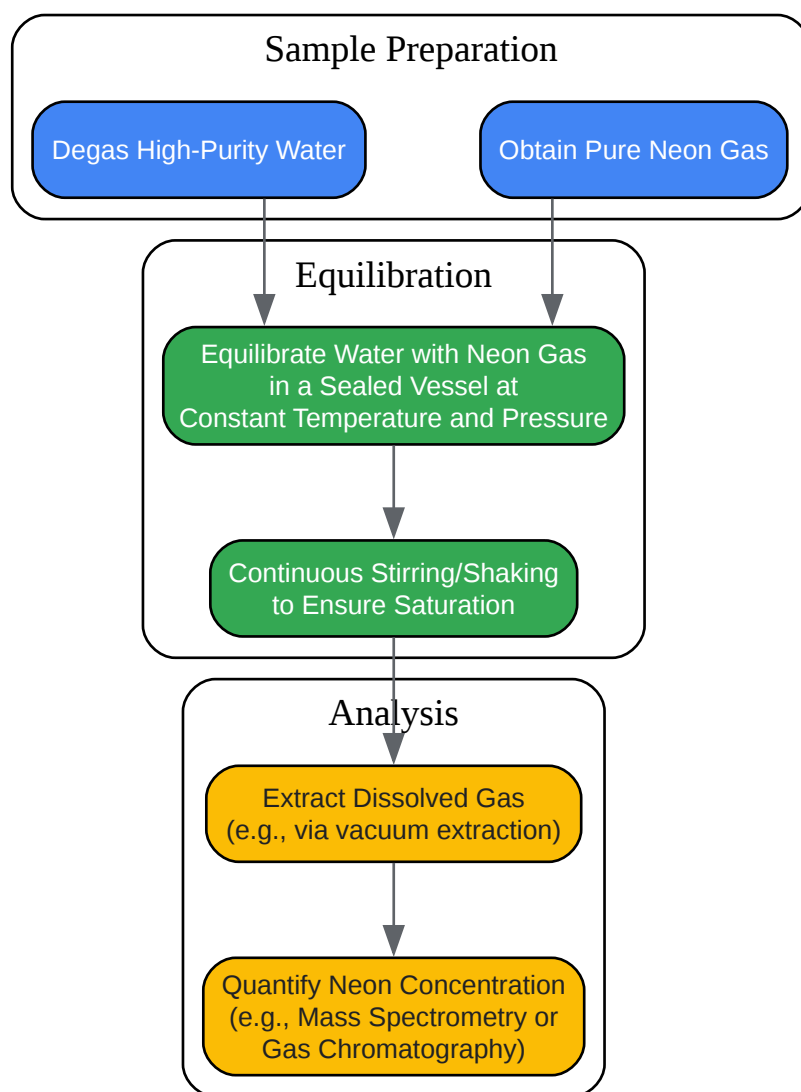 Sample Preparation
Degas High-Purity Water
Obtain Pure Neon Gas
Equilibration
Equilibrate Water with Neon Gas
in a Sealed Vessel at
Constant Temperature and Pressure
Continuous Stirring/Shaking
to Ensure Saturation
Analysis
Extract Dissolved Gas
(e.g., via vacuum extraction)
Quantify Neon Concentration
(e.g., Mass Spectrometry or
Gas Chromatography)